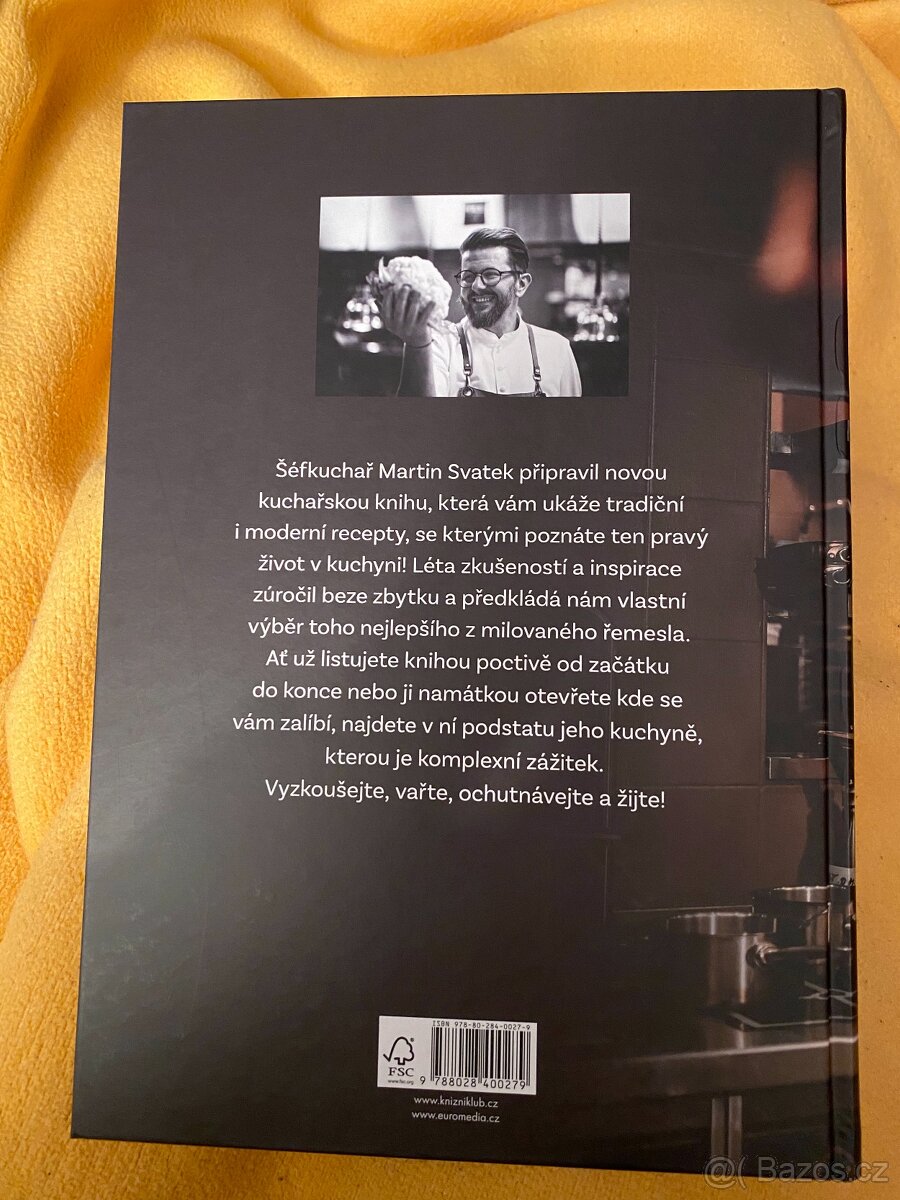 Šéfkuchař Martin Svatek připravil novou
kuchařskou knihu, která vám ukáže tradiční
i moderní recepty, se kterými poznáte ten pravý
život v kuchyni! Léta zkušeností a inspirace
zúročil beze zbytku a předkládá nám vlastní
výběr toho nejlepšího z milovaného řemesla.
Ať už listujete knihou poctivě od začátku
do konce nebo ji namátkou otevřete kde se
vám zalíbí, najdete v ní podstatu jeho kuchyně,
kterou je komplexní zážitek.
Vyzkoušejte, vařte, ochutnávejte a žijte!
ISBN 978-80-284-0027-9
FSC
www.fsc.org
9 788028 400279
www.knizniklub.cz
www.euromedia.cz
@( Bazos.cz